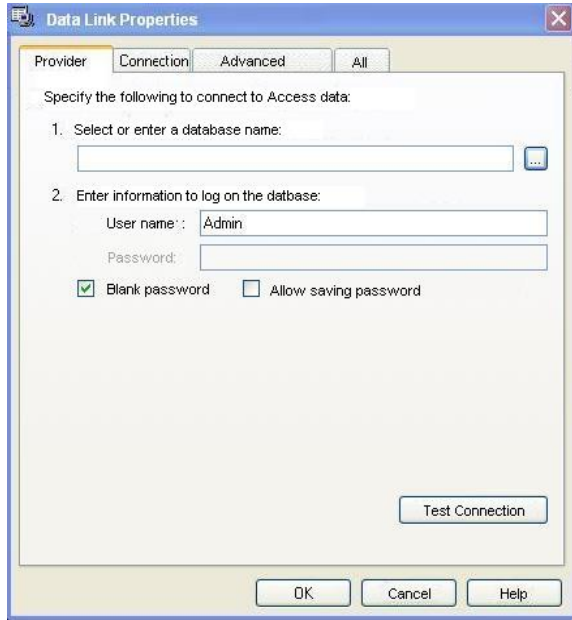 Data Link Properties
Provider Connection Advanced All
Specify the following to connect to Access data:
1. Select or enter a database name:
...
2. Enter information to log on the datbase:
User name: : Admin
Password:
Blank password Allow saving password
Test Connection
OK Cancel Help